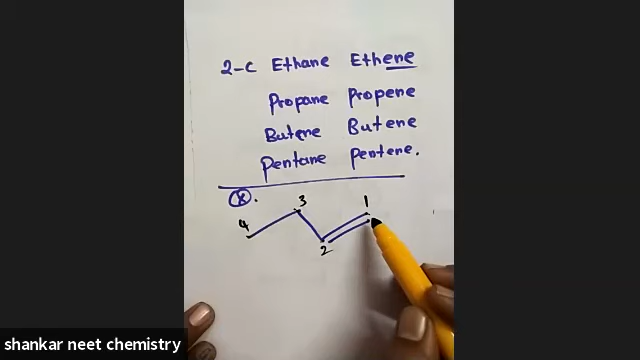 2-C Ethane Ethene
Propane Propene
Butene Butene
Pentane Pentene.
1
3
4
2
shankar neet chemistry